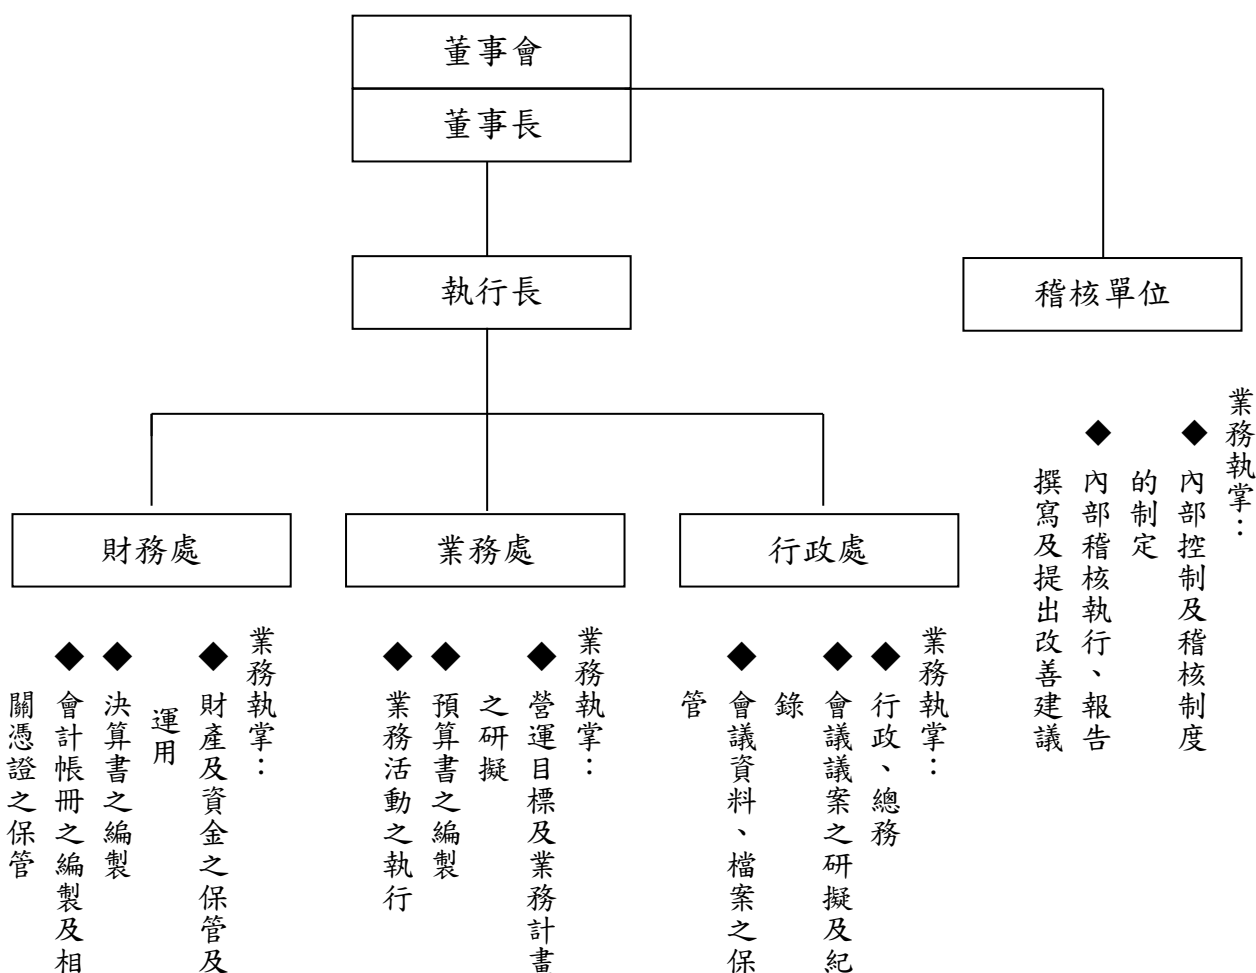 董事會
董事長
執行長
稽核單位
業務執掌：
◆ 內部控制及稽核制度
的制定
◆ 內部稽核執行、報告
撰寫及提出改善建議
財務處
業務處
行政處
業務執掌：
◆ 財產及資金之保管及
運用
◆ 決算書之編製
◆ 會計帳冊之編製及相
關憑證之保管
業務執掌：
◆ 營運目標及業務計畫
之研擬
◆ 預算書之編製
◆ 業務活動之執行
業務執掌：
◆ 行政、總務
◆ 會議議案之研擬及紀
錄
◆ 會議資料、檔案之保
管